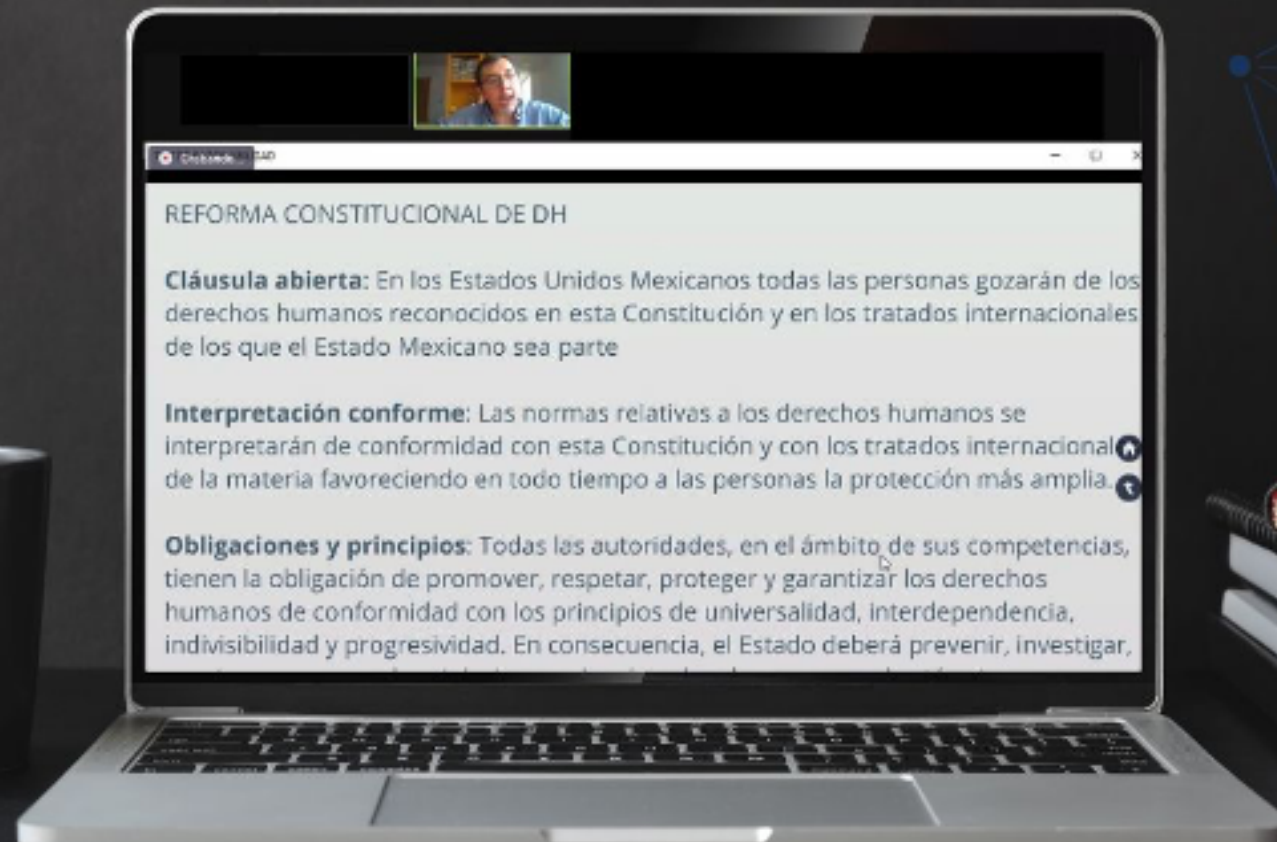 Grabando...
REFORMA CONSTITUCIONAL DE DH
Cláusula abierta: En los Estados Unidos Mexicanos todas las personas gozarán de los
derechos humanos reconocidos en esta Constitución y en los tratados internacionales
de los que el Estado Mexicano sea parte
Interpretación conforme: Las normas relativas a los derechos humanos se
interpretarán de conformidad con esta Constitución y con los tratados internacional
de la materia favoreciendo en todo tiempo a las personas la protección más amplia.
Obligaciones y principios: Todas las autoridades, en el ámbito de sus competencias,
tienen la obligación de promover, respetar, proteger y garantizar los derechos
humanos de conformidad con los principios de universalidad, interdependencia,
indivisibilidad y progresividad. En consecuencia, el Estado deberá prevenir, investigar,